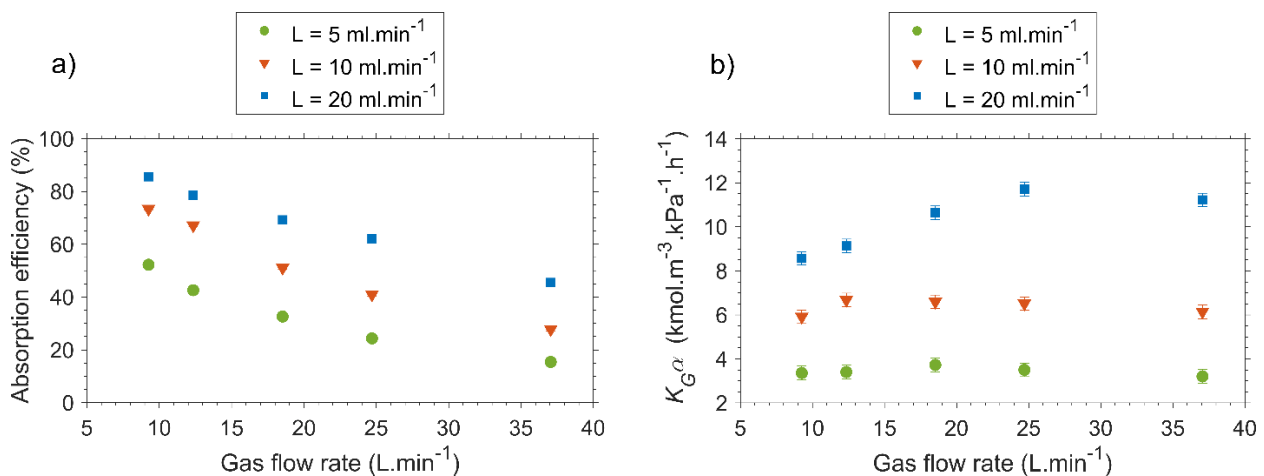 a)
L = 5 ml.min⁻¹
L = 10 ml.min⁻¹
L = 20 ml.min⁻¹
Absorption efficiency (%)
100
80
60
40
20
0
5 10 15 20 25 30 35 40
Gas flow rate (L.min⁻¹)
b)
L = 5 ml.min⁻¹
L = 10 ml.min⁻¹
L = 20 ml.min⁻¹
K_G α (kmol.m⁻³.kPa⁻¹.h⁻¹)
14
12
10
8
6
4
2
5 10 15 20 25 30 35 40
Gas flow rate (L.min⁻¹)